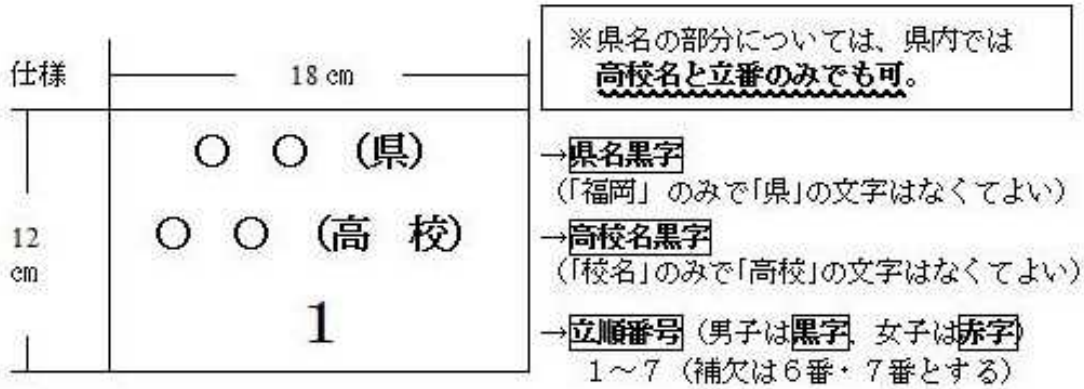 ※県名の部分については、県内では
高校名と立番のみでも可。
仕様
18 cm
12
cm
○ ○ (県)
→県名黒字
(「福岡」のみで「県」の文字はなくてよい)
○ ○ (高 校)
→高校名黒字
(「校名」のみで「高校」の文字はなくてよい)
1
→立順番号(男子は黒字、女子は赤字)
1～7(補欠は6番・7番とする)